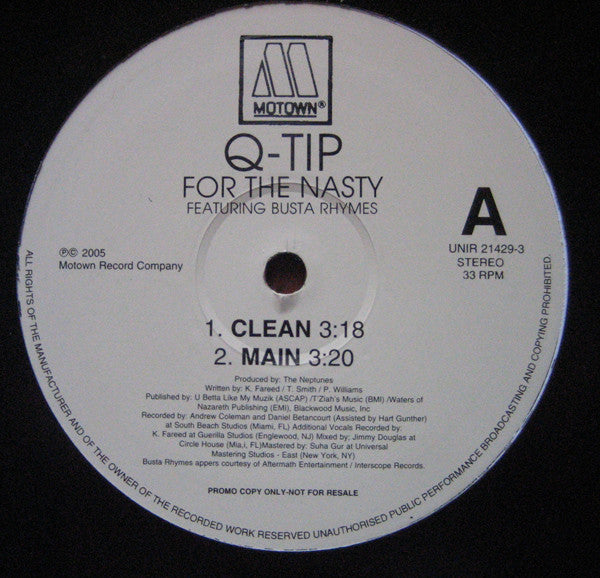 MOTOWN®
Q-TIP
FOR THE NASTY
FEATURING BUSTA RHYMES
A
℗© 2005
Motown Record Company
UNIR 21429-3
STEREO
33 RPM
1. CLEAN 3:18
2. MAIN 3:20
Produced by: The Neptunes
Written by: K. Fareed / T. Smith / P. Williams
Published by: U Betta Like My Muzik (ASCAP) /T'Ziah's Music (BMI) /Waters of
Nazareth Publishing (EMI), Blackwood Music, Inc
Recorded by: Andrew Coleman and Daniel Betancourt (Assisted by Hart Gunther)
at South Beach Studios (Miami, FL) Additional Vocals Recorded by:
K. Fareed at Guerilla Studios (Englewood, NJ) Mixed by: Jimmy Douglas at
Circle House (Mia,i, FL)Mastered by: Suha Gur at Universal
Mastering Studios - East (New York, NY)
Busta Rhymes appers courtesy of Aftermath Entertainment / Interscope Records.
PROMO COPY ONLY-NOT FOR RESALE
ALL RIGHTS OF THE MANUFACTURER AND OF THE OWNER OF THE RECORDED WORK RESERVED UNAUTHORISED PUBLIC PERFORMANCE BROADCASTING AND COPYING PROHIBITED.